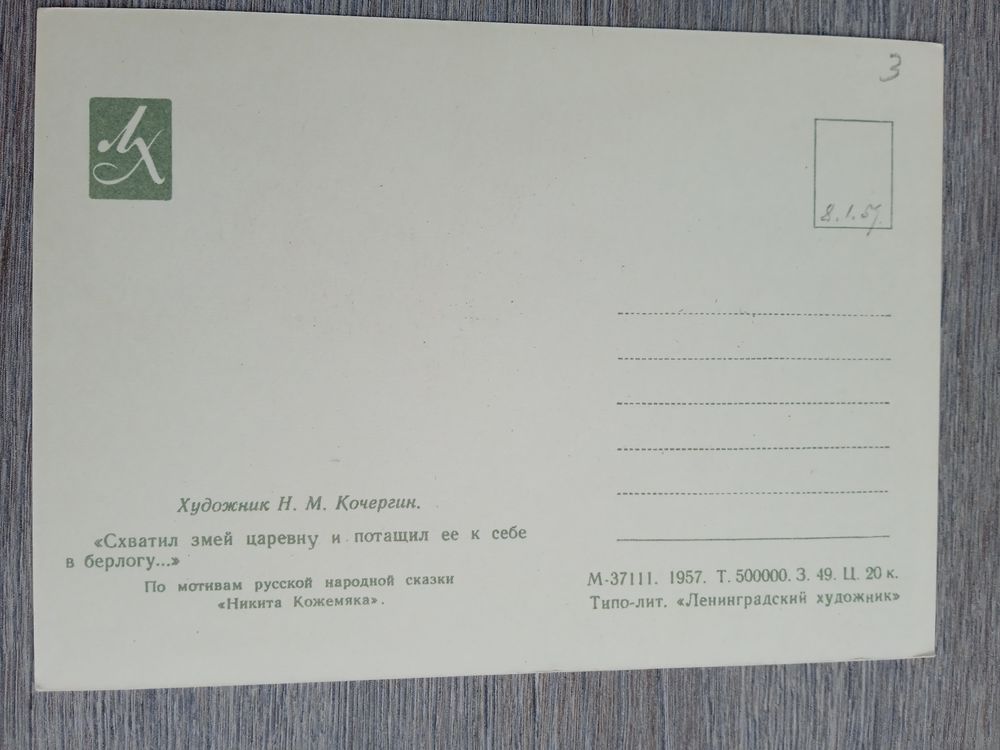 3
ЛХ
8.1.57
Художник Н. М. Кочергин.
«Схватил змей царевну и потащил ее к себе
в берлогу...»
По мотивам русской народной сказки
«Никита Кожемяка».
М-37111. 1957. Т. 500000. З. 49. Ц. 20 к.
Типо-лит. «Ленинградский художник»